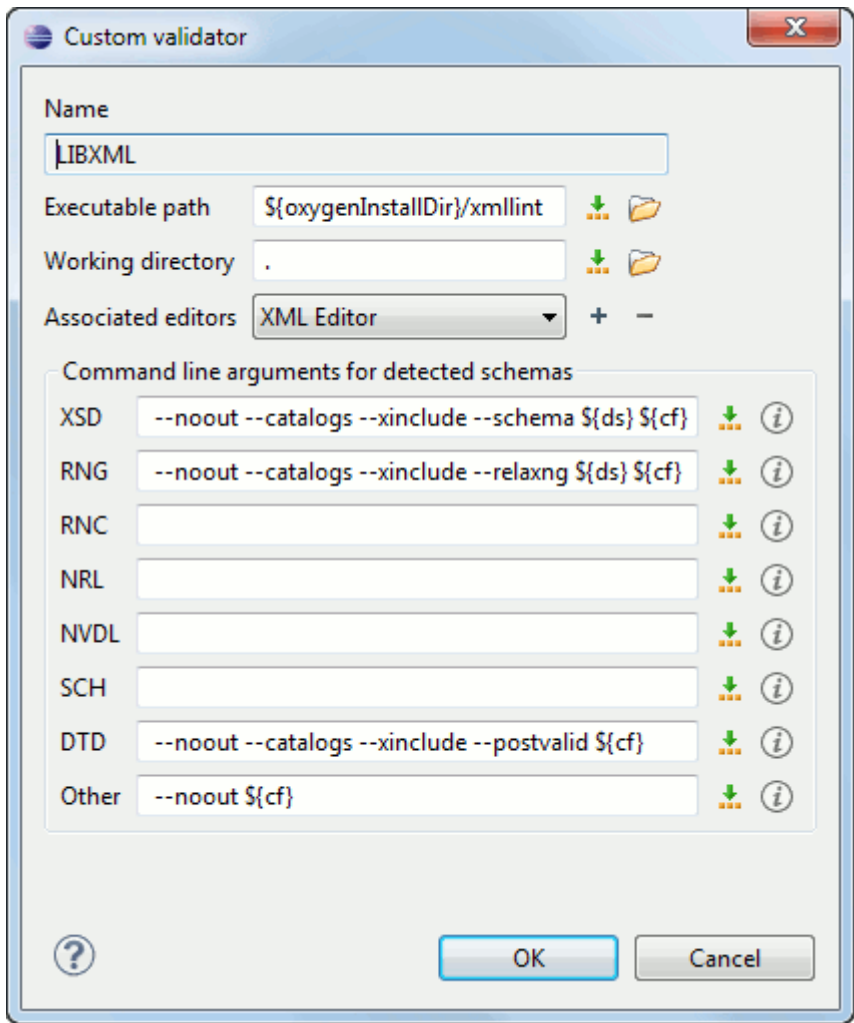 Custom validator
Name
LIBXML
Executable path ${oxygenInstallDir}/xmllint
Working directory .
Associated editors XML Editor
Command line arguments for detected schemas
XSD --noout --catalogs --xinclude --schema ${ds} ${cf}
RNG --noout --catalogs --xinclude --relaxng ${ds} ${cf}
RNC
NRL
NVDL
SCH
DTD --noout --catalogs --xinclude --postvalid ${cf}
Other --noout ${cf}
OK Cancel